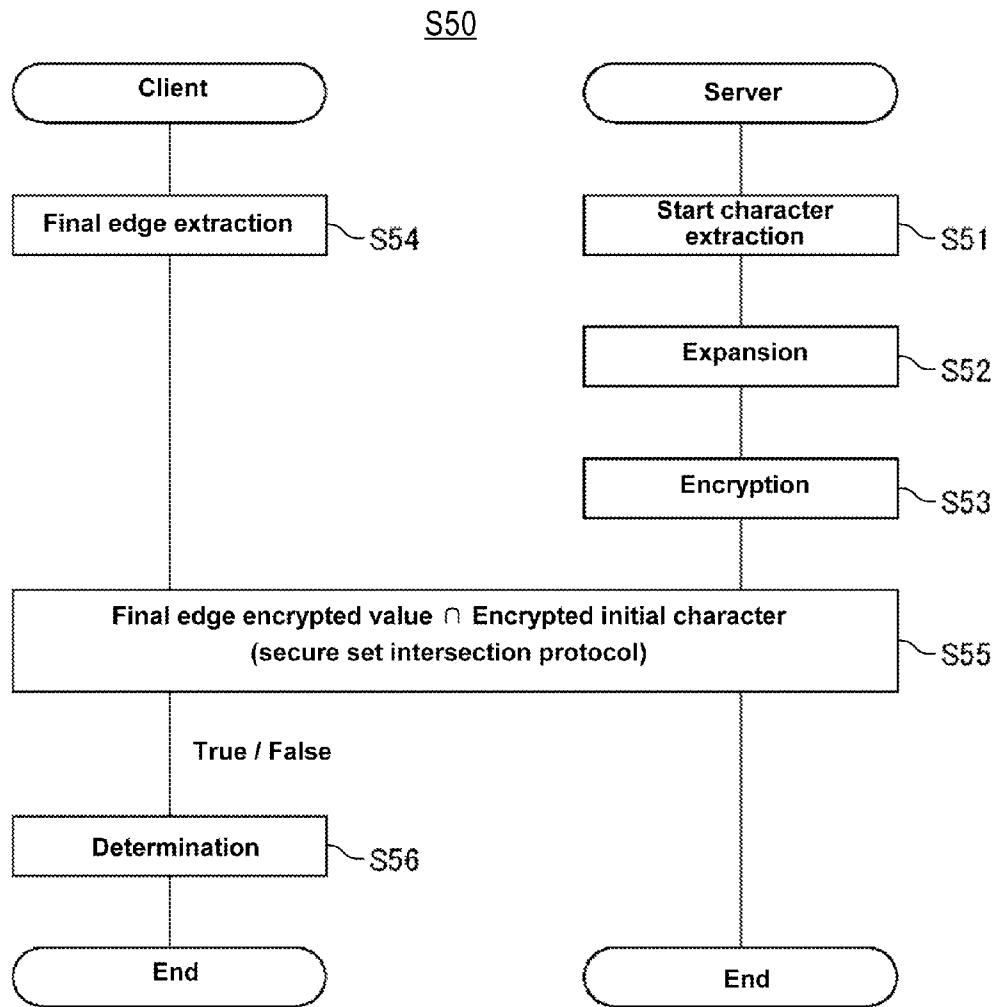 S50
Client
Server
Final edge extraction
S54
Start character
extraction
S51
Expansion
S52
Encryption
S53
Final edge encrypted value ∩ Encrypted initial character
(secure set intersection protocol)
S55
True / False
Determination
S56
End
End